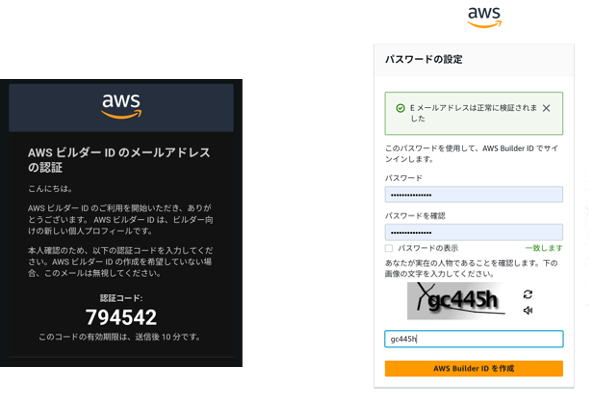 aws
AWS ビルダー ID のメールアドレス
の認証
こんにちは。
AWS ビルダー ID のご利用を開始いただき、ありが
とうございます。 AWS ビルダー ID は、ビルダー向
けの新しい個人プロフィールです。
本人確認のため、以下の認証コードを入力してくだ
さい。AWS ビルダー ID の作成を希望していない場
合、このメールは無視してください。
認証コード:
794542
このコードの有効期限は、送信後 10 分です。
aws
パスワードの設定
E メールアドレスは正常に検証されま
した
このパスワードを使用して、AWS Builder ID でサイ
ンインします。
パスワード
•••••••••••••••
パスワードを確認
•••••••••••••••
パスワードの表示
一致します
あなたが実在の人物であることを確認します。下の
画像の文字を入力してください。
gc445h
gc445h
AWS Builder ID を作成